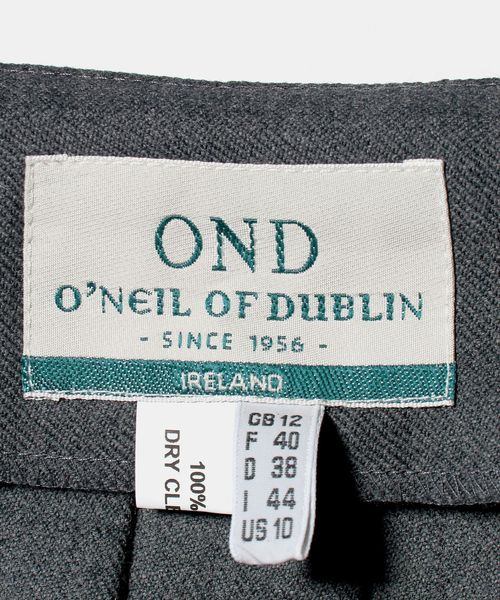 OND
O'NEIL OF DUBLIN
- SINCE 1956 -
IRELAND
100%
DRY CLE
GB 12
F 40
D 38
I 44
US 10